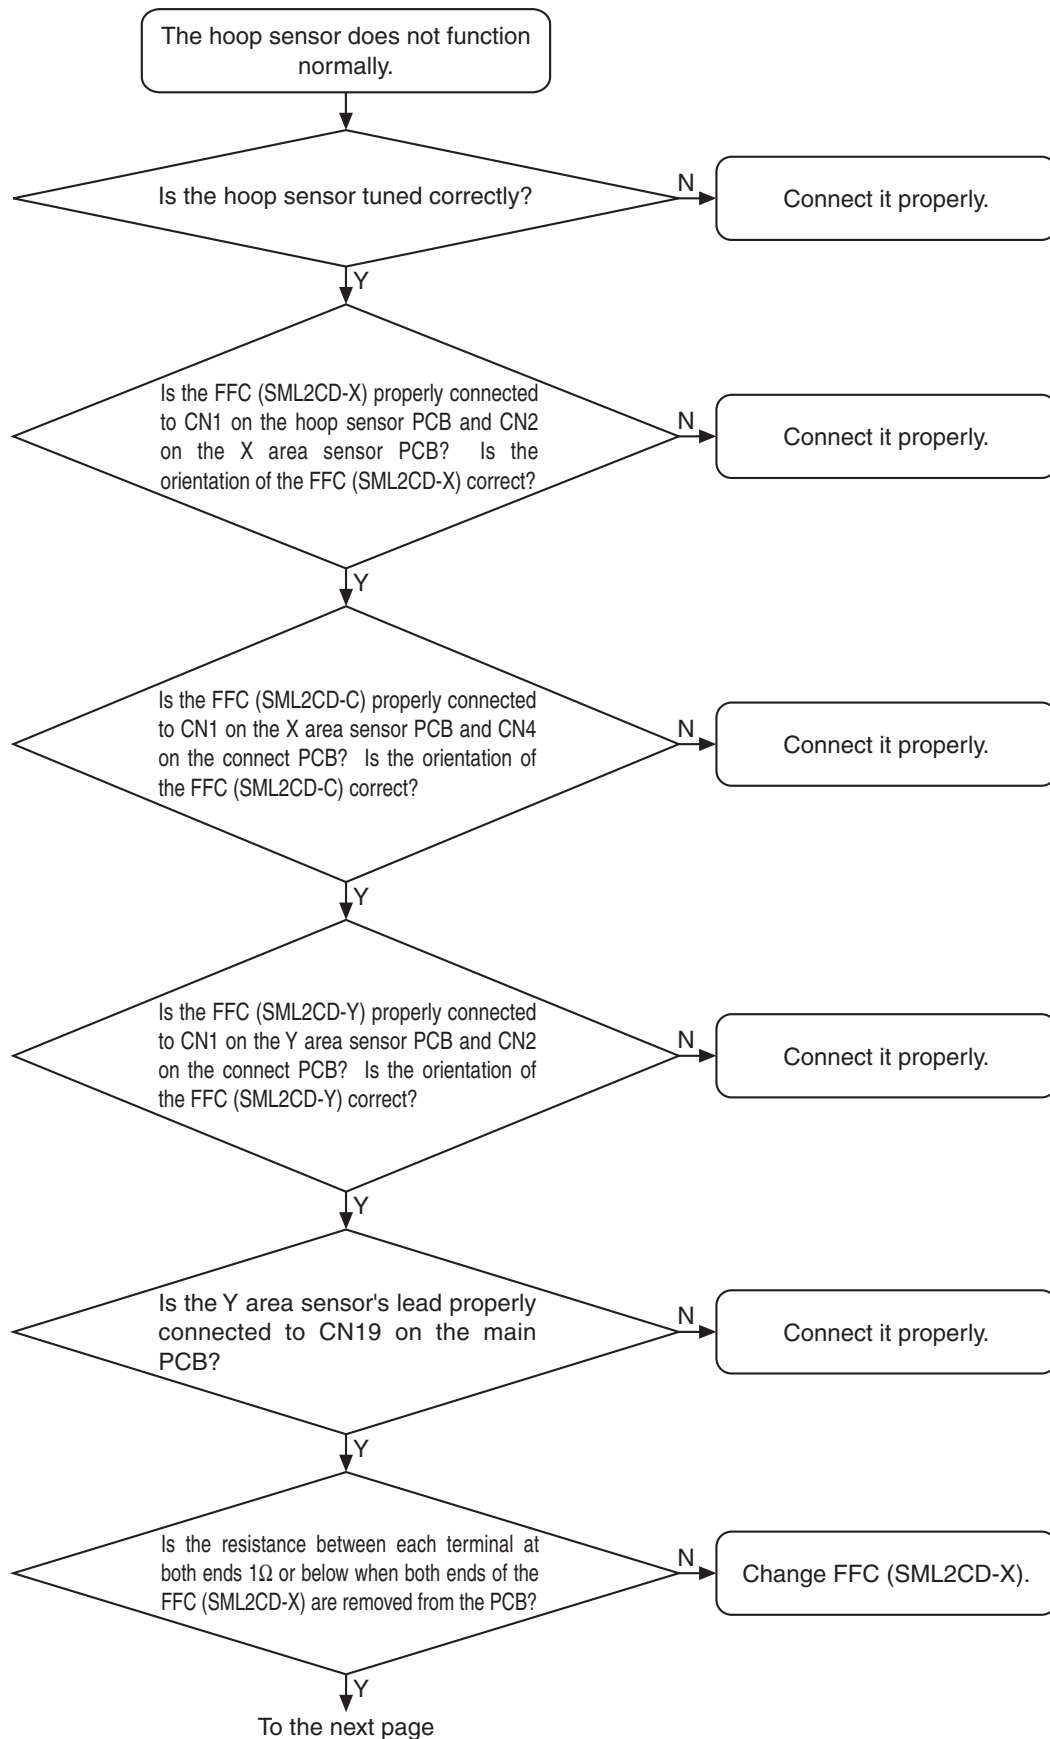 The hoop sensor does not function
normally.
Is the hoop sensor tuned correctly?
N
Connect it properly.
Y
Is the FFC (SML2CD-X) properly connected
to CN1 on the hoop sensor PCB and CN2
on the X area sensor PCB? Is the
orientation of the FFC (SML2CD-X) correct?
N
Connect it properly.
Y
Is the FFC (SML2CD-C) properly connected
to CN1 on the X area sensor PCB and CN4
on the connect PCB? Is the orientation of
the FFC (SML2CD-C) correct?
N
Connect it properly.
Y
Is the FFC (SML2CD-Y) properly connected
to CN1 on the Y area sensor PCB and CN2
on the connect PCB? Is the orientation of
the FFC (SML2CD-Y) correct?
N
Connect it properly.
Y
Is the Y area sensor's lead properly
connected to CN19 on the main
PCB?
N
Connect it properly.
Y
Is the resistance between each terminal at
both ends 1Ω or below when both ends of the
FFC (SML2CD-X) are removed from the PCB?
N
Change FFC (SML2CD-X).
Y
To the next page